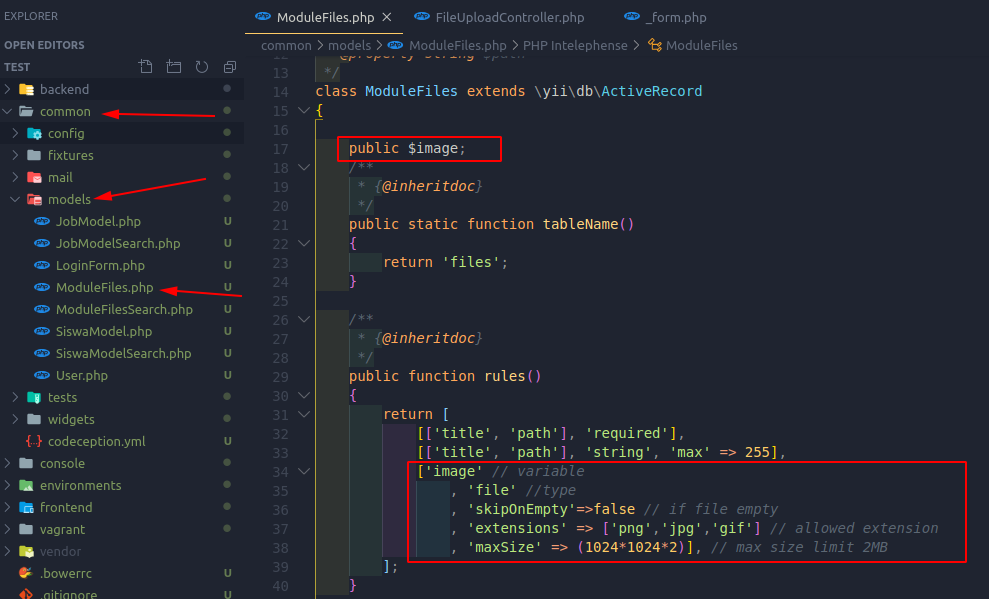 EXPLORER
OPEN EDITORS
TEST
backend
common
config
fixtures
mail
models
JobModel.php U
JobModelSearch.php U
LoginForm.php U
ModuleFiles.php U
ModuleFilesSearch.php U
SiswaModel.php U
SiswaModelSearch.php U
User.php U
tests
widgets
codeception.yml U
console
environments
frontend
vagrant
vendor
.bowerrc U
.gitignore U
php ModuleFiles.php × php FileUploadController.php php _form.php
common > models > php ModuleFiles.php > PHP Intelephense > ModuleFiles
12 * @property string $path
13 */
14 class ModuleFiles extends \yii\db\ActiveRecord
15 {
16
17 public $image;
18 /**
19 * {@inheritdoc}
20 */
21 public static function tableName()
22 {
23 return 'files';
24 }
25
26 /**
27 * {@inheritdoc}
28 */
29 public function rules()
30 {
31 return [
32 [['title', 'path'], 'required'],
33 [['title', 'path'], 'string', 'max' => 255],
34 ['image' // variable
35 , 'file' //type
36 , 'skipOnEmpty'=>false // if file empty
37 , 'extensions' => ['png','jpg','gif'] // allowed extension
38 , 'maxSize' => (1024*1024*2)], // max size limit 2MB
39 ];
40 }